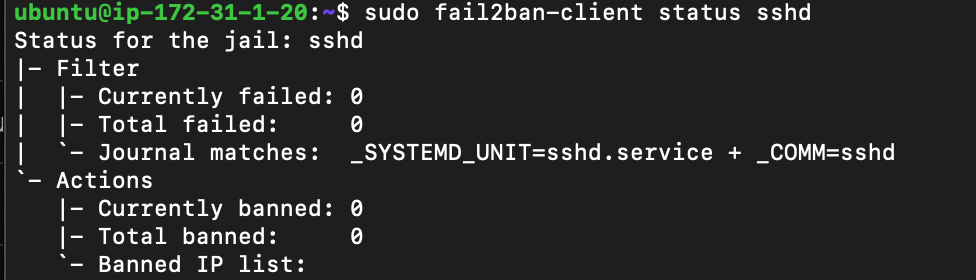 ubuntu@ip-172-31-1-20:~$ sudo fail2ban-client status sshd
Status for the jail: sshd
|- Filter
|  |- Currently failed: 0
|  |- Total failed:     0
|  `- Journal matches:  _SYSTEMD_UNIT=sshd.service + _COMM=sshd
`- Actions
   |- Currently banned: 0
   |- Total banned:     0
   `- Banned IP list: